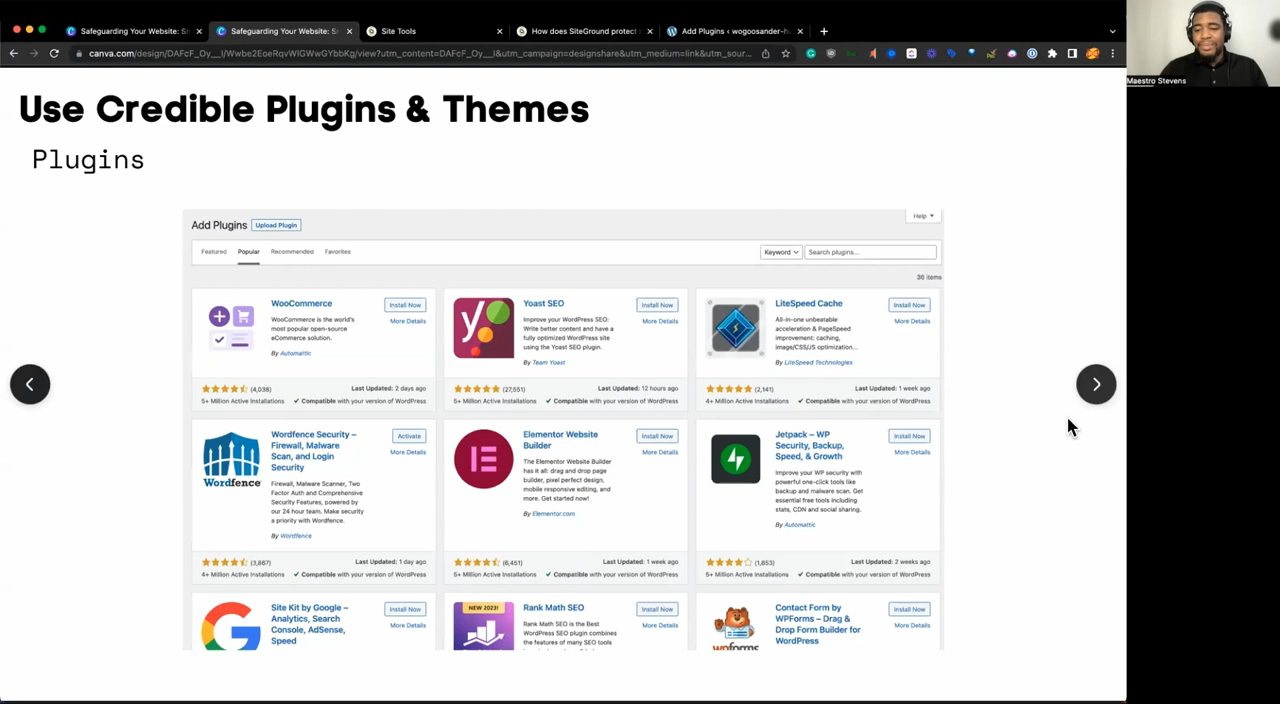 Safeguarding Your Website: Sr
Safeguarding Your Website: Sr
Site Tools
How does SiteGround protect
Add Plugins ‹ wogoosander-hu
canva.com/design/DAFcF_Oy__I/Wwbe2EoeRqvWIGWwGYbbKg/view?utm_content=DAFcF_Oy__I&utm_campaign=designshare&utm_medium=link&utm_sour...
Maestro Stevens
Use Credible Plugins & Themes
Plugins
Add Plugins
Upload Plugin
Help
Featured
Popular
Recommended
Favorites
Keyword
Search plugins...
36 items
WooCommerce
Install Now
More Details
WooCommerce is the world's
most popular open-source
eCommerce solution.
By Automattic
(4,038)
Last Updated: 2 days ago
5+ Million Active Installations
✓ Compatible with your version of WordPress
Yoast SEO
Install Now
More Details
Improve your WordPress SEO:
Write better content and have a
fully optimized WordPress site
using the Yoast SEO plugin.
By Team Yoast
(27,551)
Last Updated: 12 hours ago
5+ Million Active Installations
✓ Compatible with your version of WordPress
LiteSpeed Cache
Install Now
More Details
All-in-one unbeatable
acceleration & PageSpeed
improvement: caching,
image/CSS/JS optimization...
By LiteSpeed Technologies
(2,141)
Last Updated: 1 week ago
4+ Million Active Installations
✓ Compatible with your version of WordPress
Wordfence
Wordfence Security –
Firewall, Malware
Scan, and Login
Security
Activate
More Details
Firewall, Malware Scanner, Two
Factor Auth and Comprehensive
Security Features, powered by
our 24 hour team. Make security
a priority with Wordfence.
By Wordfence
(3,667)
Last Updated: 1 day ago
4+ Million Active Installations
✓ Compatible with your version of WordPress
Elementor Website
Builder
Install Now
More Details
The Elementor Website Builder
has it all: drag and drop page
builder, pixel perfect design,
mobile responsive editing, and
more. Get started now!
By Elementor.com
(6,451)
Last Updated: 1 week ago
5+ Million Active Installations
✓ Compatible with your version of WordPress
Jetpack – WP
Security, Backup,
Speed, & Growth
Install Now
More Details
Improve your WP security with
powerful one-click tools like
backup and malware scan. Get
essential free tools including
stats, CDN and social sharing.
By Automattic
(1,853)
Last Updated: 2 weeks ago
5+ Million Active Installations
✓ Compatible with your version of WordPress
Site Kit by Google –
Analytics, Search
Console, AdSense,
Speed
Install Now
More Details
NEW 2023!
Rank Math SEO
Install Now
More Details
Rank Math SEO is the Best
WordPress SEO plugin combines
the features of many SEO tools
wpforms
Contact Form by
WPForms – Drag &
Drop Form Builder for
WordPress
Install Now
More Details